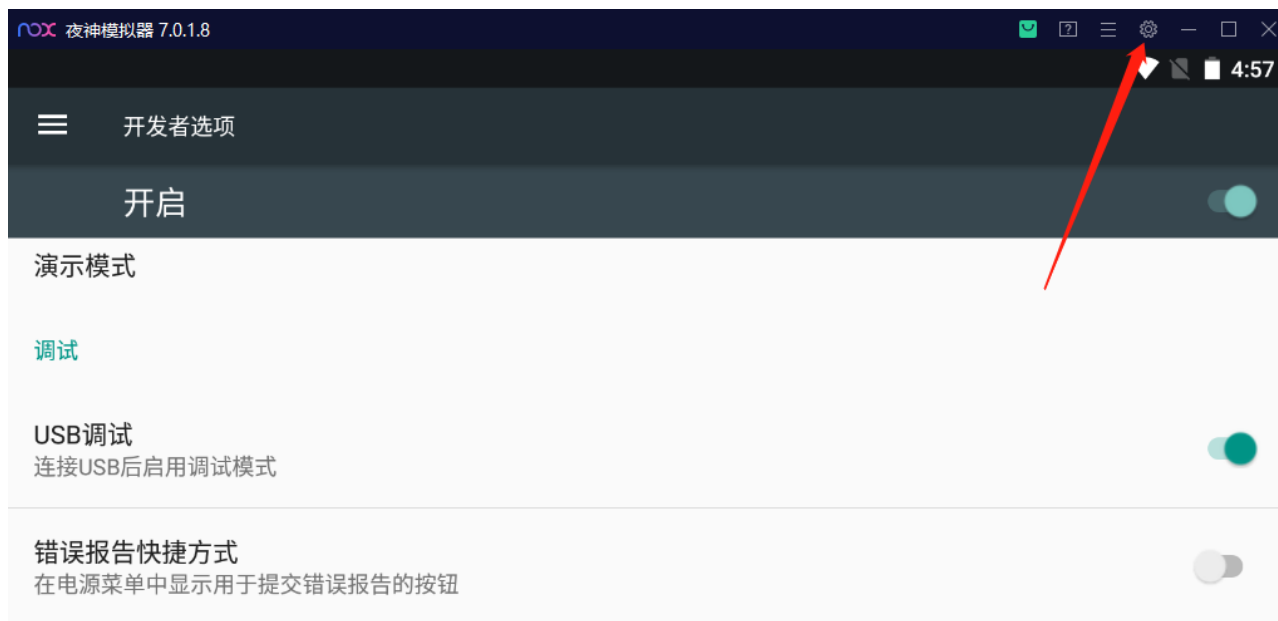 nox 夜神模拟器 7.0.1.8
4:57
开发者选项
开启
演示模式
调试
USB调试
连接USB后启用调试模式
错误报告快捷方式
在电源菜单中显示用于提交错误报告的按钮